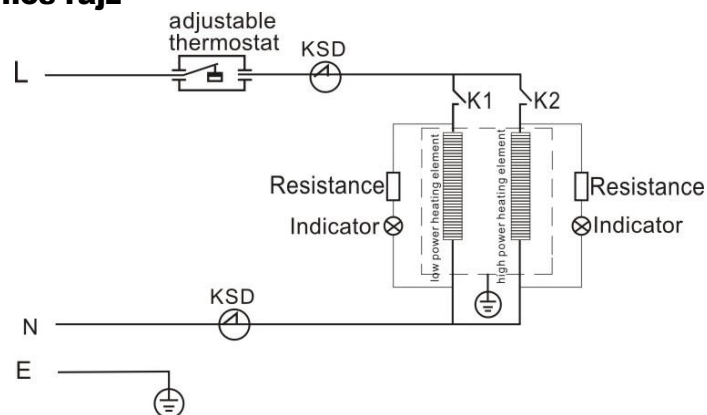 adjustable
thermostat
KSD
L
K1
K2
low power heating element
high power heating element
Resistance
Resistance
Indicator
Indicator
KSD
N
E